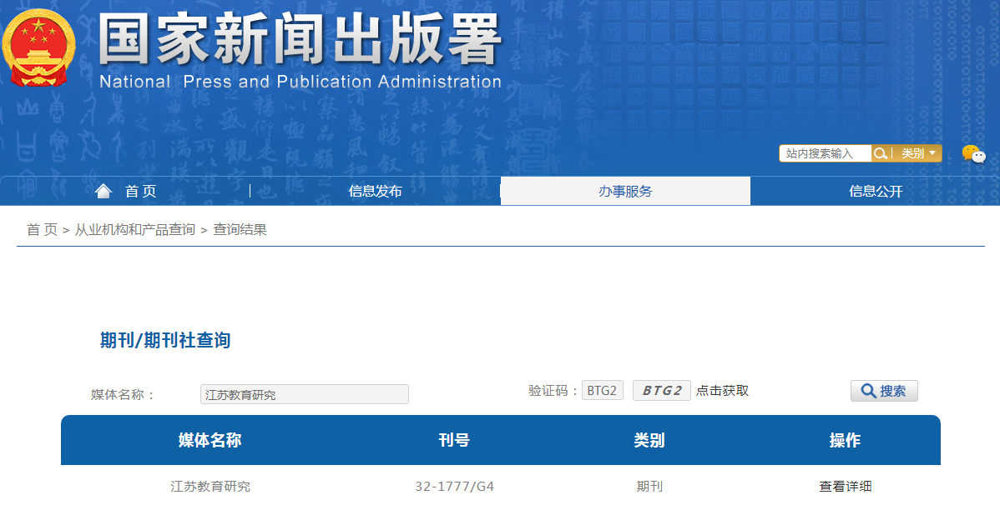 国家新闻出版署
National Press and Publication Administration
站内搜索输入 类别
首 页 信息发布 办事服务 信息公开
首 页 > 从业机构和产品查询 > 查询结果
期刊/期刊社查询
媒体名称： 江苏教育研究 验证码： BTG2 BTG2 点击获取 搜索
媒体名称 刊号 类别 操作
江苏教育研究 32-1777/G4 期刊 查看详细